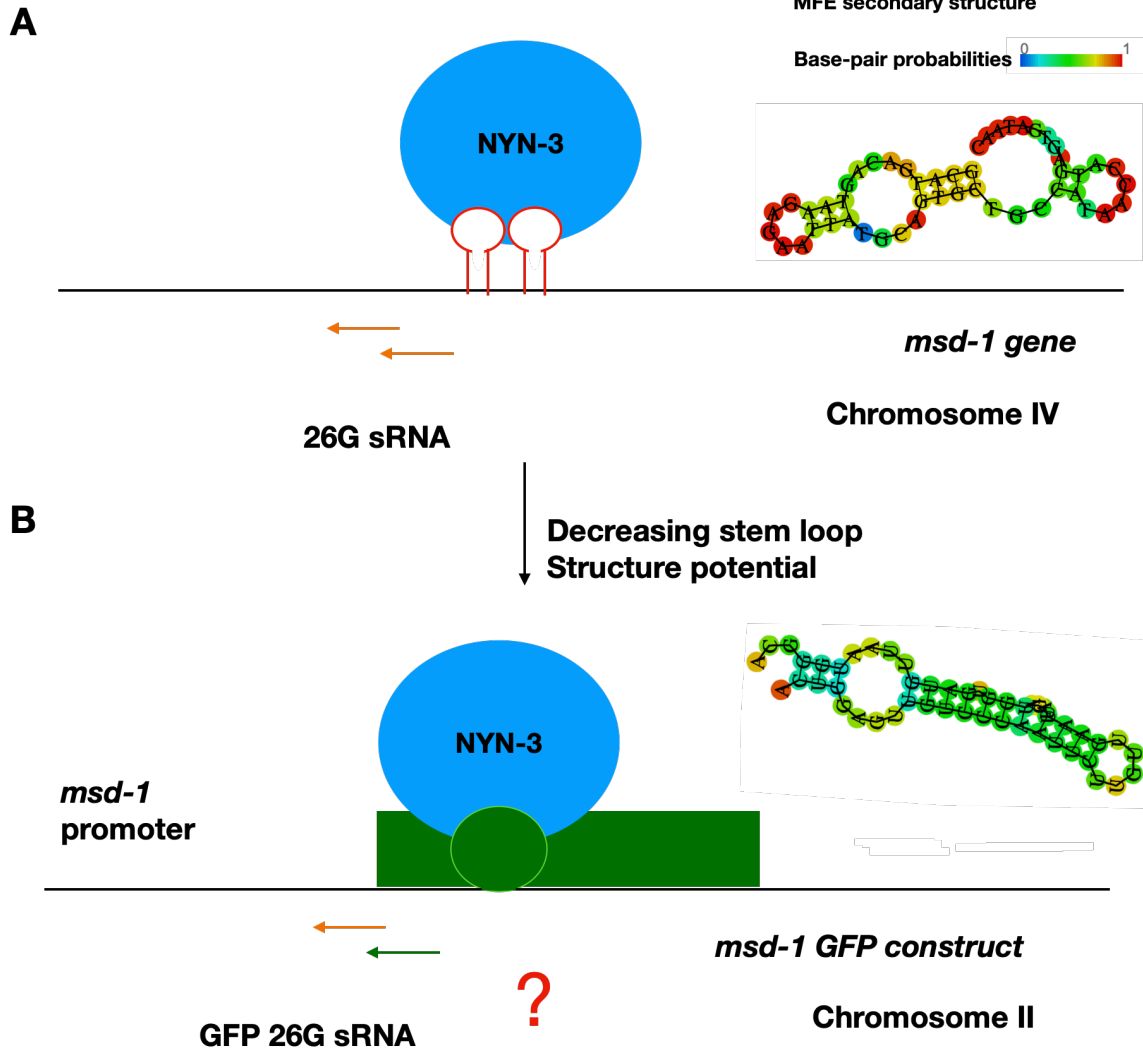 A
MFE secondary structure
Base-pair probabilities
0 1
NYN-3
msd-1 gene
Chromosome IV
26G sRNA
B
Decreasing stem loop
Structure potential
NYN-3
msd-1
promoter
msd-1 GFP construct
?
Chromosome II
GFP 26G sRNA